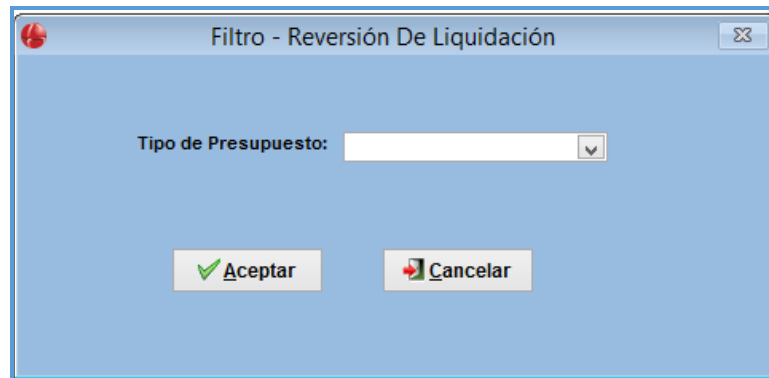 Filtro - Reversión De Liquidación
Tipo de Presupuesto:
Aceptar Cancelar